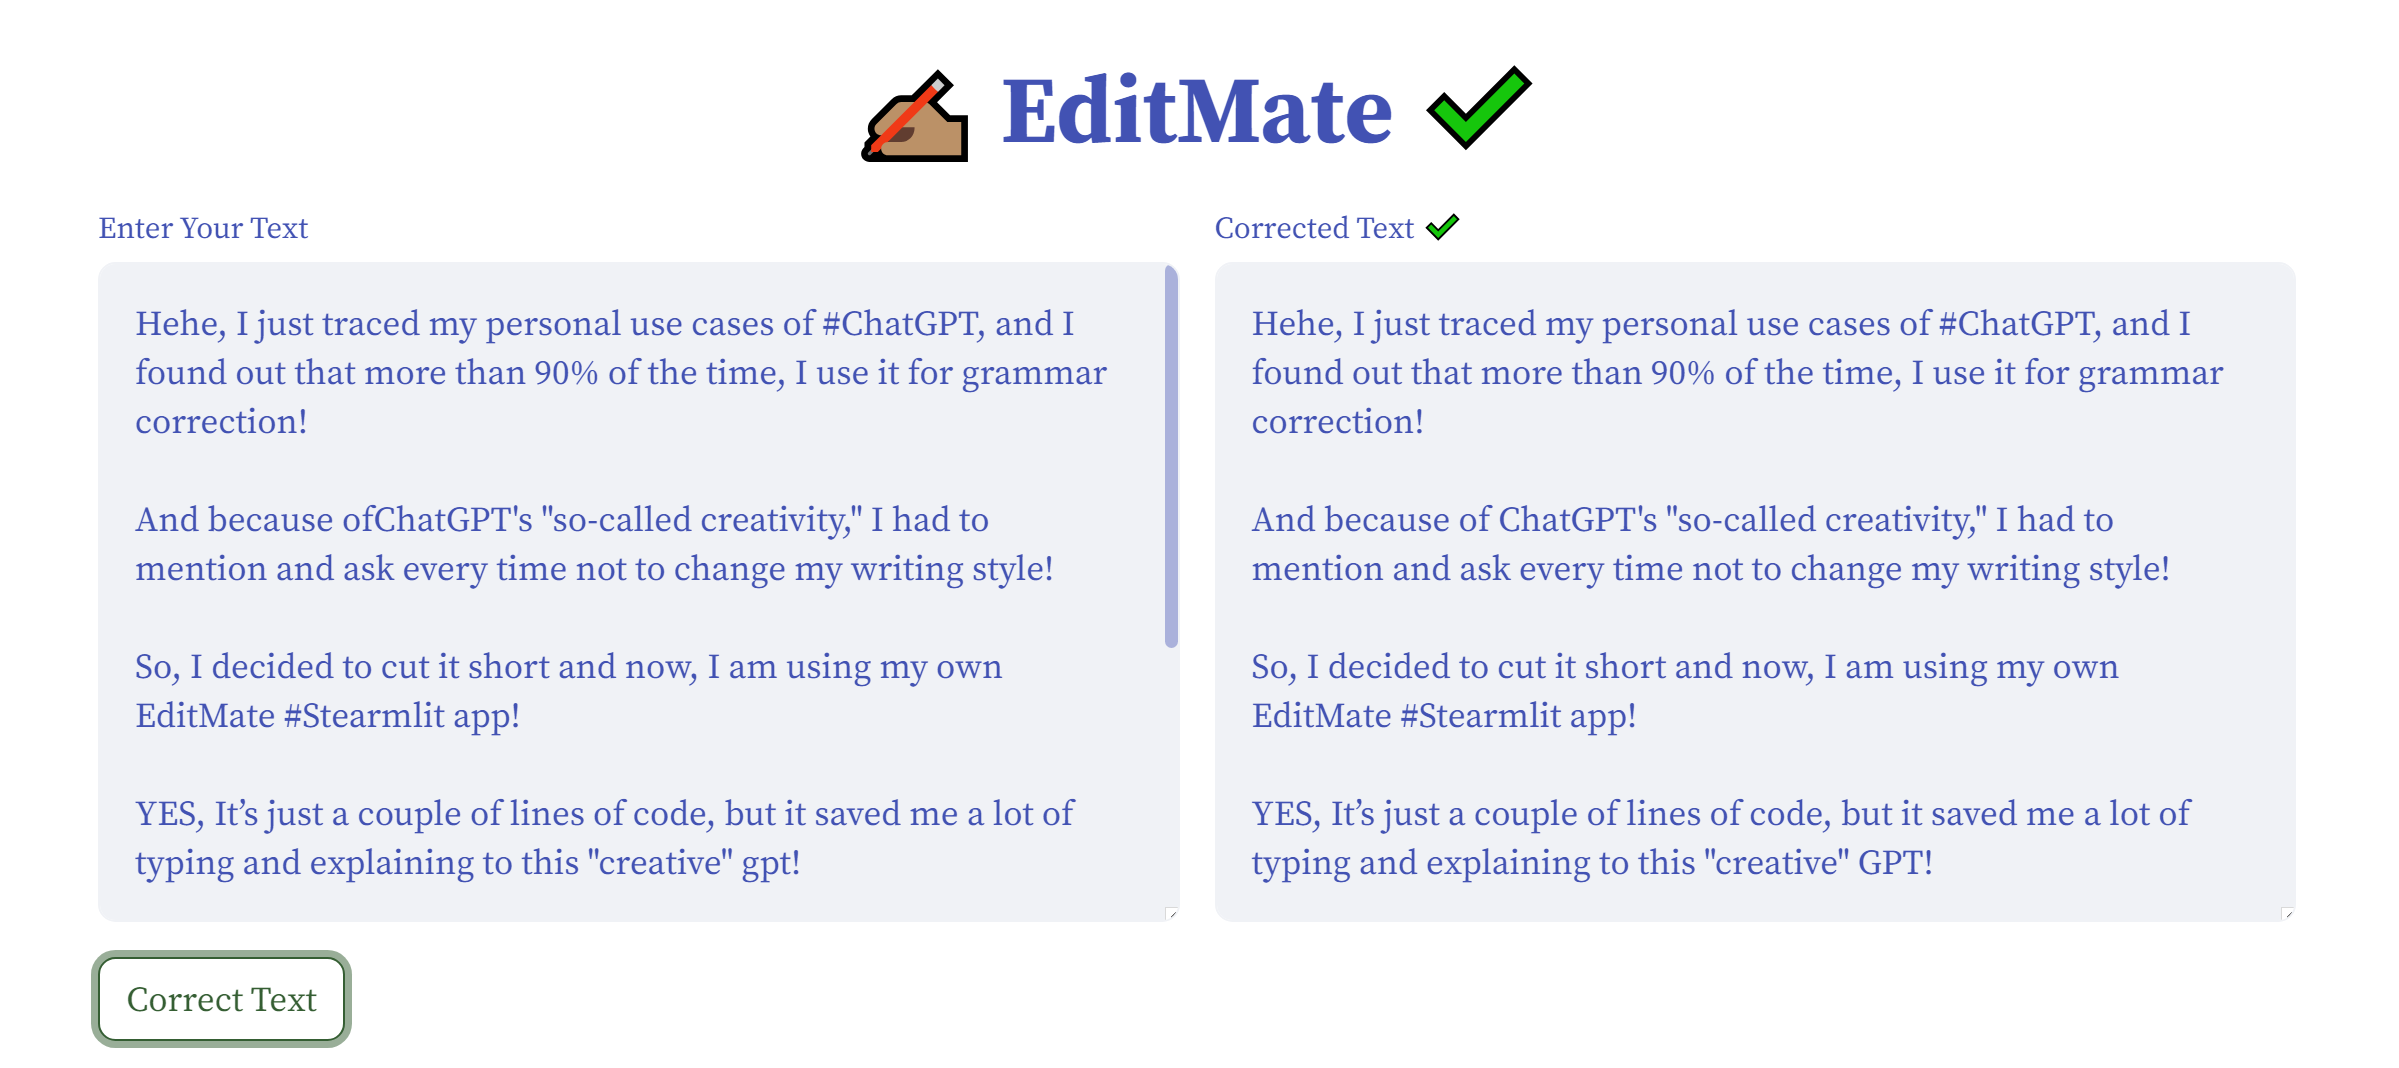 EditMate
Enter Your Text
Hehe, I just traced my personal use cases of #ChatGPT, and I
found out that more than 90% of the time, I use it for grammar
correction!
And because ofChatGPT's "so-called creativity," I had to
mention and ask every time not to change my writing style!
So, I decided to cut it short and now, I am using my own
EditMate #Stearmlit app!
YES, It’s just a couple of lines of code, but it saved me a lot of
typing and explaining to this "creative" gpt!
Corrected Text
Hehe, I just traced my personal use cases of #ChatGPT, and I
found out that more than 90% of the time, I use it for grammar
correction!
And because of ChatGPT's "so-called creativity," I had to
mention and ask every time not to change my writing style!
So, I decided to cut it short and now, I am using my own
EditMate #Stearmlit app!
YES, It’s just a couple of lines of code, but it saved me a lot of
typing and explaining to this "creative" GPT!
Correct Text